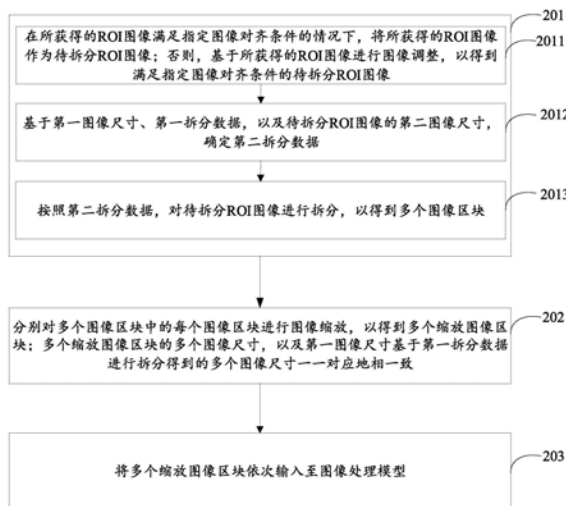 201
在所获得的ROI图像满足指定图像对齐条件的情况下，将所获得的ROI图像
作为待拆分ROI图像；否则，基于所获得的ROI图像进行图像调整，以得到
满足指定图像对齐条件的待拆分ROI图像
2011
基于第一图像尺寸、第一拆分数据，以及待拆分ROI图像的第二图像尺寸，
确定第二拆分数据
2012
按照第二拆分数据，对待拆分ROI图像进行拆分，以得到多个图像区块
2013
分别对多个图像区块中的每个图像区块进行图像缩放，以得到多个缩放图像区
块；多个缩放图像区块的多个图像尺寸，以及第一图像尺寸基于第一拆分数据
进行拆分得到的多个图像尺寸一一对应地相一致
202
将多个缩放图像区块依次输入至图像处理模型
203